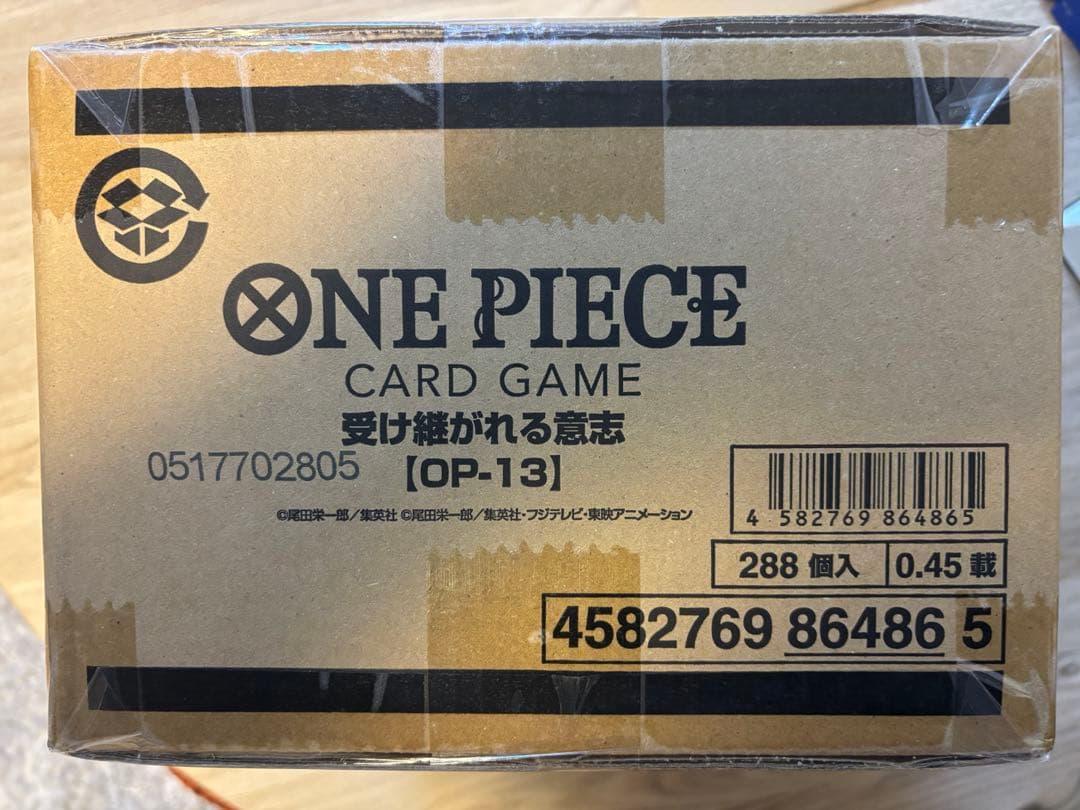 ONE PIECE
CARD GAME
受け継がれる意志
0517702805 【OP-13】
©尾田栄一郎／集英社 ©尾田栄一郎／集英社・フジテレビ・東映アニメーション
4 582769 864865
288 個入 0.45 載
4582769 86486 5